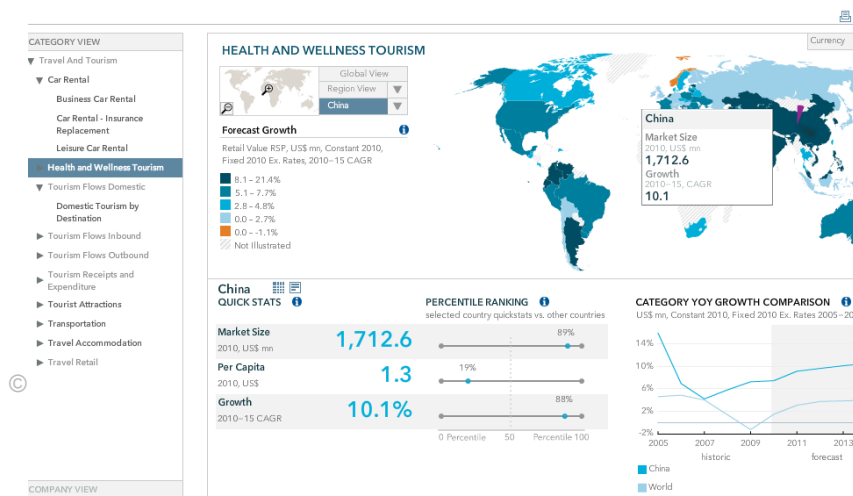 CATEGORY VIEW
Travel And Tourism
Car Rental
Business Car Rental
Car Rental - Insurance
Replacement
Leisure Car Rental
Health and Wellness Tourism
Tourism Flows Domestic
Domestic Tourism by
Destination
Tourism Flows Inbound
Tourism Flows Outbound
Tourism Receipts and
Expenditure
Tourist Attractions
Transportation
Travel Accommodation
Travel Retail
©
COMPANY VIEW
Currency
HEALTH AND WELLNESS TOURISM
Global View
Region View
China
Forecast Growth
Retail Value RSP, US$ mn, Constant 2010,
Fixed 2010 Ex. Rates, 2010-15 CAGR
8.1 - 21.4%
5.1 - 7.7%
2.8 - 4.8%
0.0 - 2.7%
0.0 - -1.1%
Not Illustrated
China
Market Size
2010, US$ mn
1,712.6
Growth
2010-15, CAGR
10.1
China
QUICK STATS
Market Size
2010, US$ mn
1,712.6
Per Capita
2010, US$
1.3
Growth
2010-15 CAGR
10.1%
PERCENTILE RANKING
selected country quickstats vs. other countries
89%
19%
88%
0 Percentile 50 Percentile 100
CATEGORY YOY GROWTH COMPARISON
US$ mn, Constant 2010, Fixed 2010 Ex. Rates 2005-20
14%
10%
6%
2%
-2%
2005 2007 2009 2011 2013
historic forecast
China
World